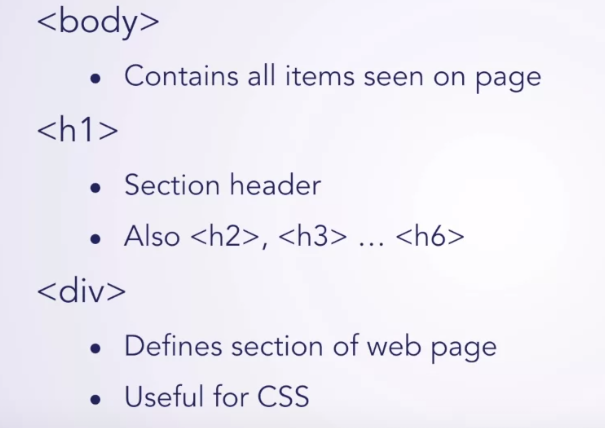 <body>
• Contains all items seen on page
<h1>
• Section header
• Also <h2>, <h3> ... <h6>
<div>
• Defines section of web page
• Useful for CSS